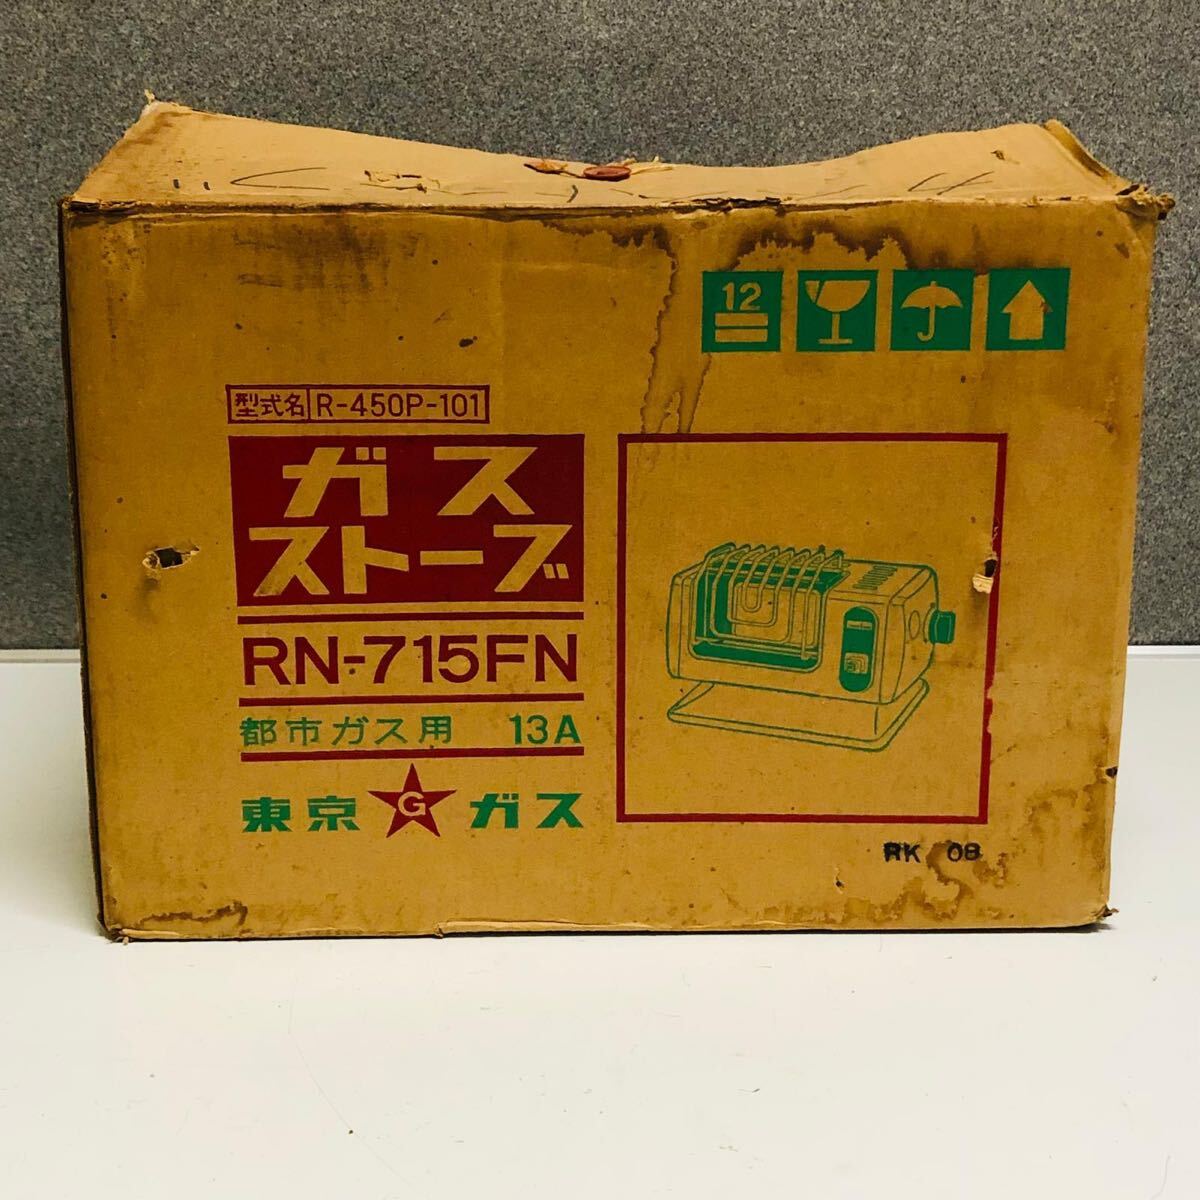 12
型式名 R-450P-101
ガス
ストーブ
RN-715FN
都市ガス用 13A
東京 G ガス
RK 08